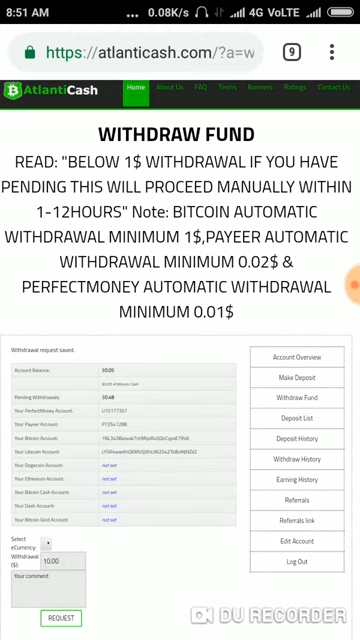 8:51 AM
... 0.08K/s 4G VoLTE
https://atlanticash.com/?a=w
9
AtlantiCash
Home About Us FAQ Terms Banners Ratings Contact Us
WITHDRAW FUND
READ: "BELOW 1$ WITHDRAWAL IF YOU HAVE
PENDING THIS WILL PROCEED MANUALLY WITHIN
1-12HOURS" Note: BITCOIN AUTOMATIC
WITHDRAWAL MINIMUM 1$,PAYEER AUTOMATIC
WITHDRAWAL MINIMUM 0.02$ &
PERFECTMONEY AUTOMATIC WITHDRAWAL
MINIMUM 0.01$
Withdrawal request saved.
Account Balance:
Pending Withdrawals:
Your PerfectMoney Account: U15177357
Your Payeer Account:
Your Bitcoin Account:
Your Litecoin Account:
Your Dogecoin Account: not set
Your Ethereum Account: not set
Your Bitcoin Cash Account: not set
Your Dash Account: not set
Your Bitcoin Gold Account: not set
Select
eCurrency:
Withdrawal
($): 10.00
Your comment
REQUEST
Account Overview
Make Deposit
Withdraw Fund
Deposit List
Deposit History
Withdraw History
Earning History
Referrals
Referrals link
Edit Account
Log Out
DU RECORDER